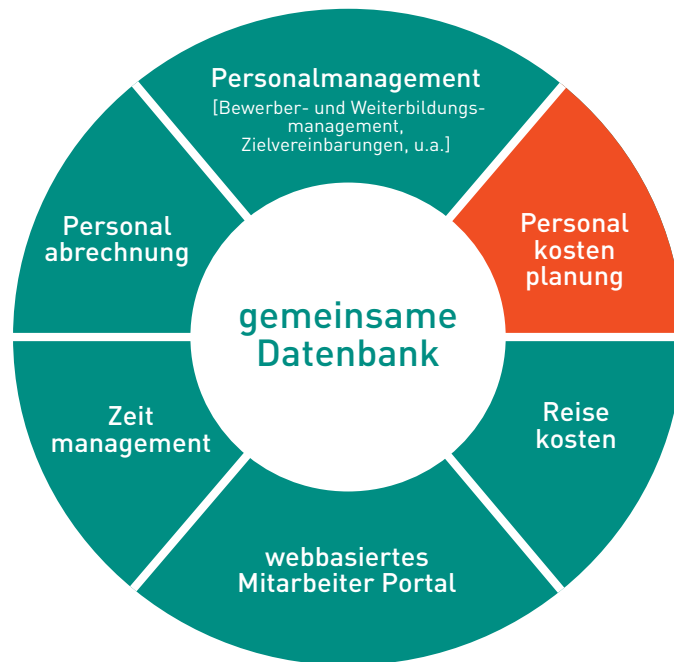 Personalmanagement
[Bewerber- und Weiterbildungs-
management,
Zielvereinbarungen, u.a.]
Personal
kosten
planung
Reise
kosten
webbasiertes
Mitarbeiter Portal
Zeit
management
Personal
abrechnung
gemeinsame
Datenbank